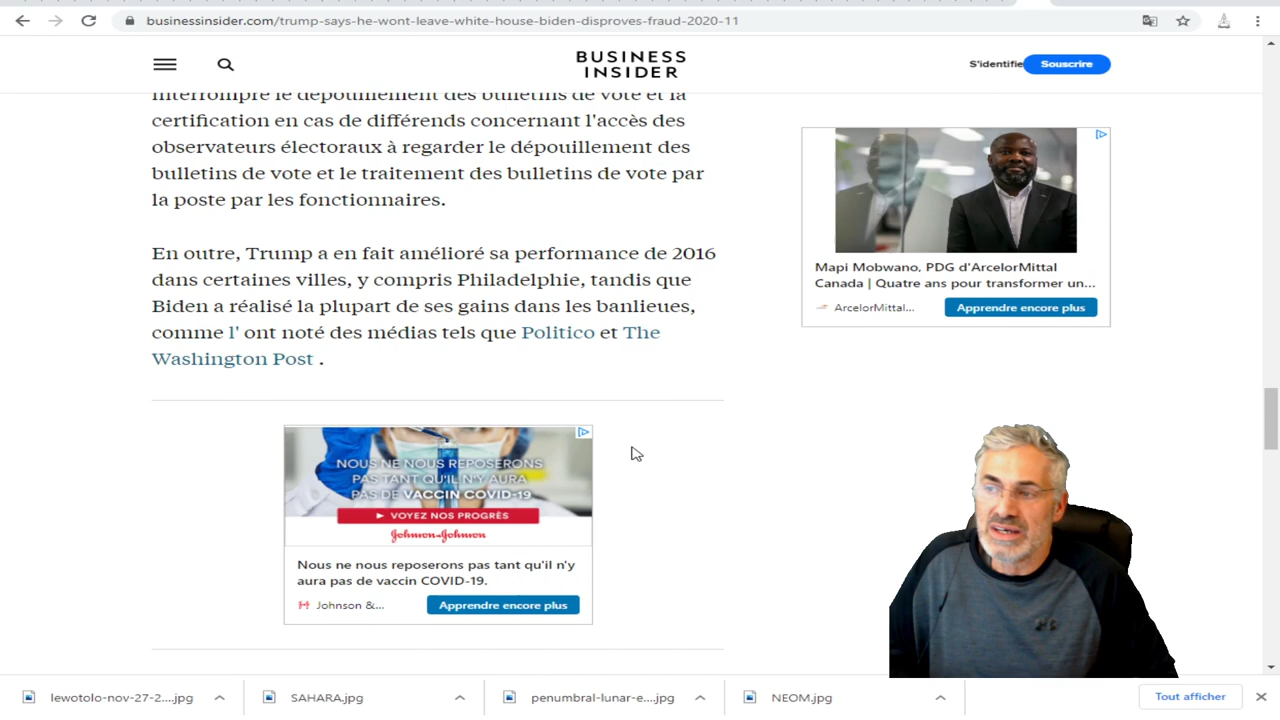 businessinsider.com/trump-says-he-wont-leave-white-house-biden-disproves-fraud-2020-11
BUSINESS
INSIDER
S'identifie
Souscrire
interrompre le dépouillement des bulletins de vote et la
certification en cas de différends concernant l'accès des
observateurs électoraux à regarder le dépouillement des
bulletins de vote et le traitement des bulletins de vote par
la poste par les fonctionnaires.
En outre, Trump a en fait amélioré sa performance de 2016
dans certaines villes, y compris Philadelphie, tandis que
Biden a réalisé la plupart de ses gains dans les banlieues,
comme l' ont noté des médias tels que Politico et The
Washington Post .
Mapi Mobwano, PDG d'ArcelorMittal
Canada | Quatre ans pour transformer un...
ArcelorMittal...
Apprendre encore plus
NOUS NE NOUS REPOSERONS
PAS TANT QU'IL N'Y AURA
PAS DE VACCIN COVID-19
VOYEZ NOS PROGRÈS
Johnson & Johnson
Nous ne nous reposerons pas tant qu'il n'y
aura pas de vaccin COVID-19.
Johnson &...
Apprendre encore plus
lewotolo-nov-27-2....jpg
SAHARA.jpg
penumbral-lunar-e....jpg
NEOM.jpg
Tout afficher